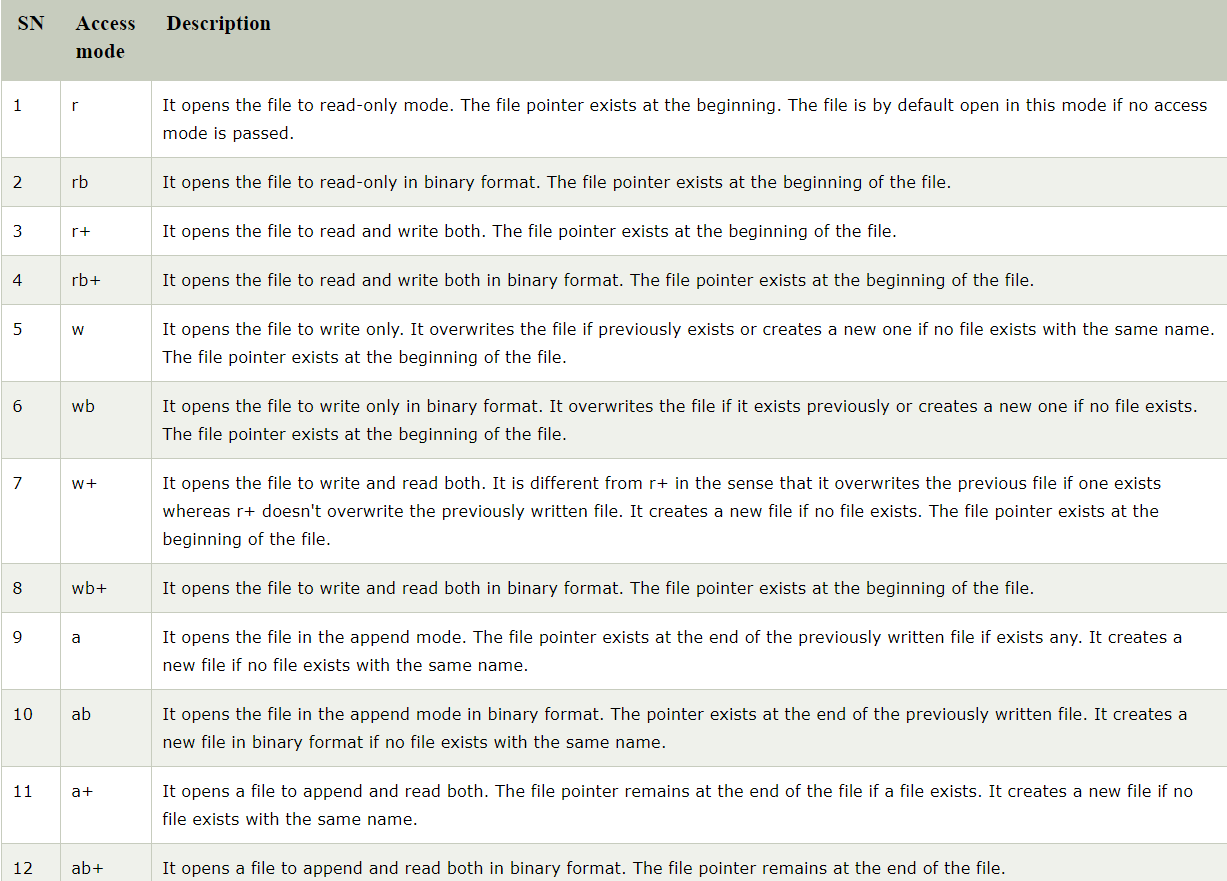 SN Access Description
mode
1 r It opens the file to read-only mode. The file pointer exists at the beginning. The file is by default open in this mode if no access
mode is passed.
2 rb It opens the file to read-only in binary format. The file pointer exists at the beginning of the file.
3 r+ It opens the file to read and write both. The file pointer exists at the beginning of the file.
4 rb+ It opens the file to read and write both in binary format. The file pointer exists at the beginning of the file.
5 w It opens the file to write only. It overwrites the file if previously exists or creates a new one if no file exists with the same name.
The file pointer exists at the beginning of the file.
6 wb It opens the file to write only in binary format. It overwrites the file if it exists previously or creates a new one if no file exists.
The file pointer exists at the beginning of the file.
7 w+ It opens the file to write and read both. It is different from r+ in the sense that it overwrites the previous file if one exists
whereas r+ doesn't overwrite the previously written file. It creates a new file if no file exists. The file pointer exists at the
beginning of the file.
8 wb+ It opens the file to write and read both in binary format. The file pointer exists at the beginning of the file.
9 a It opens the file in the append mode. The file pointer exists at the end of the previously written file if exists any. It creates a
new file if no file exists with the same name.
10 ab It opens the file in the append mode in binary format. The pointer exists at the end of the previously written file. It creates a
new file in binary format if no file exists with the same name.
11 a+ It opens a file to append and read both. The file pointer remains at the end of the file if a file exists. It creates a new file if no
file exists with the same name.
12 ab+ It opens a file to append and read both in binary format. The file pointer remains at the end of the file.